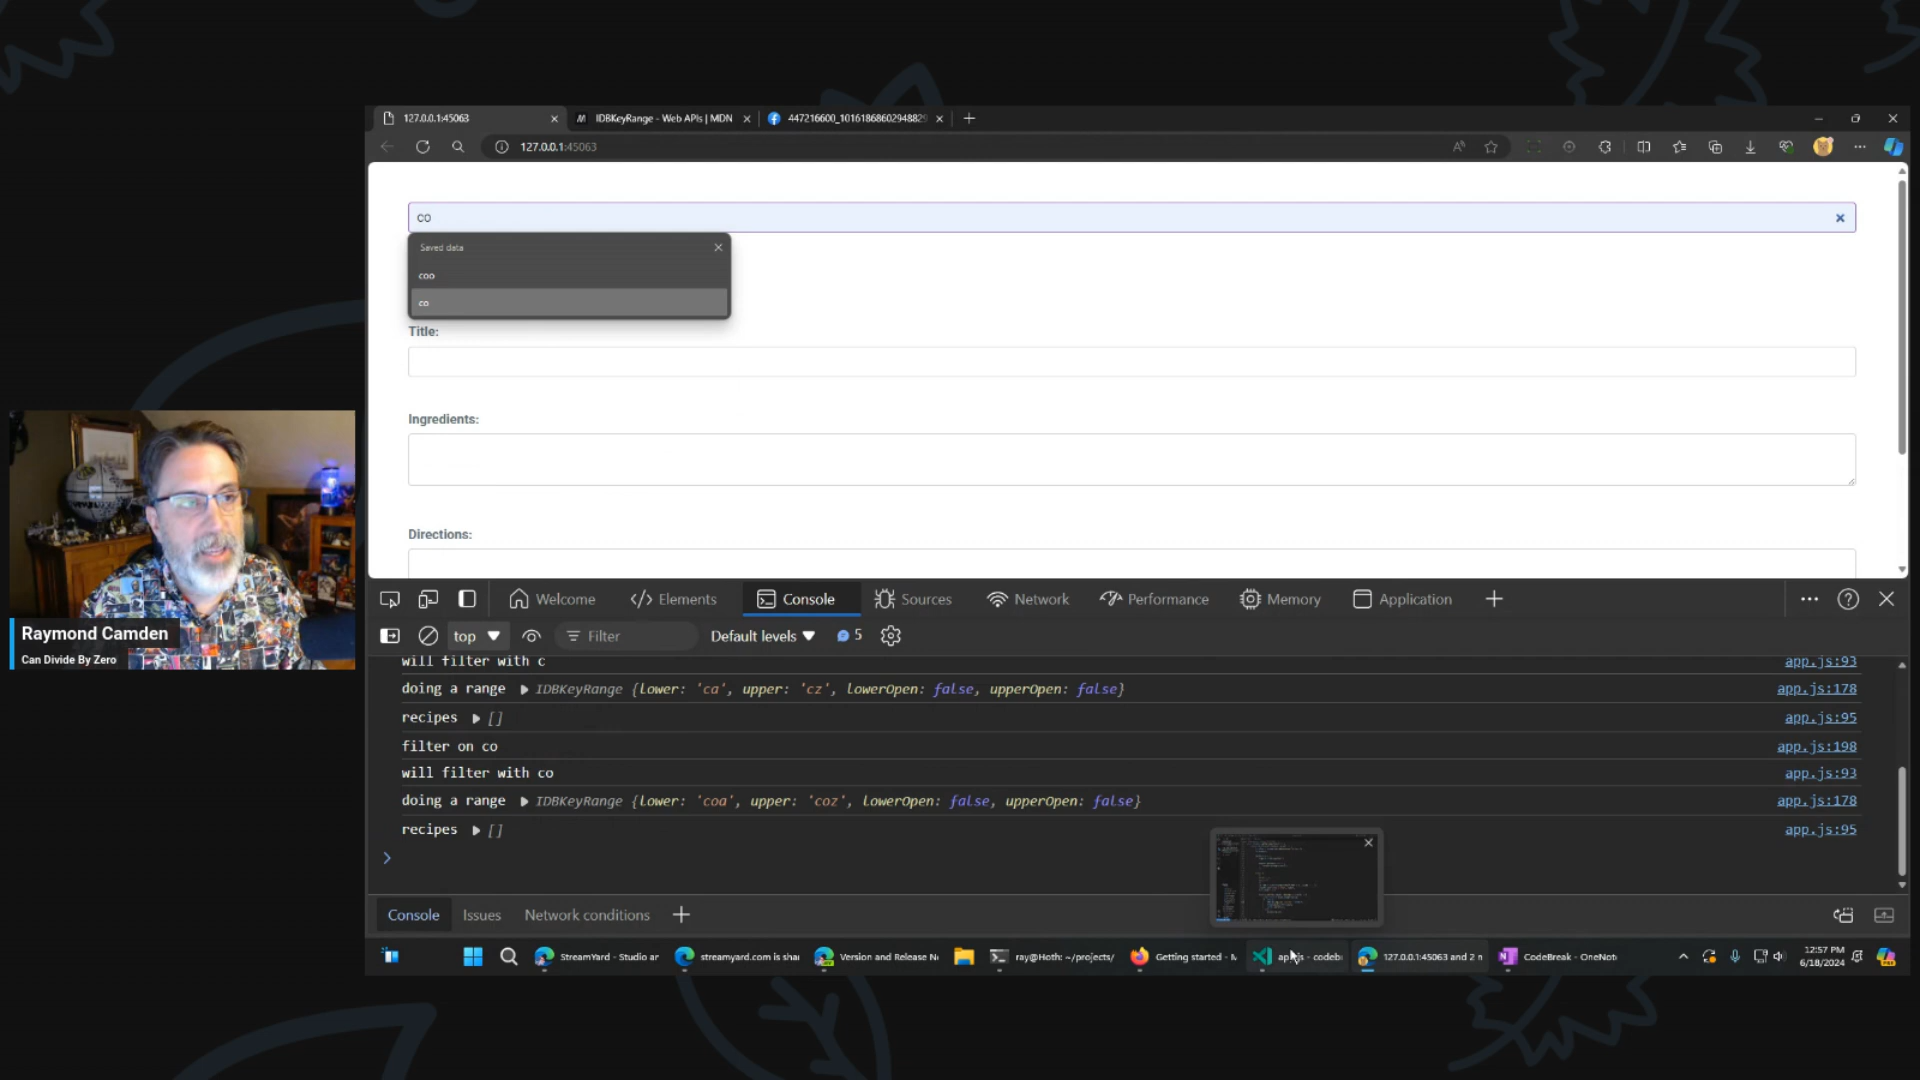 127.0.0.1:45063
IDBKeyRange - Web APIs | MDN
447216600_10161868602948829
127.0.0.1:45063
co
Saved data
coo
co
Title:
Ingredients:
Directions:
Raymond Camden
Can Divide By Zero
Welcome
Elements
Console
Sources
Network
Performance
Memory
Application
top
Filter
Default levels
5
will filter with c
app.js:93
doing a range ▶ IDBKeyRange {lower: 'ca', upper: 'cz', lowerOpen: false, upperOpen: false}
app.js:178
recipes ▶ []
app.js:95
filter on co
app.js:198
will filter with co
app.js:93
doing a range ▶ IDBKeyRange {lower: 'coa', upper: 'coz', lowerOpen: false, upperOpen: false}
app.js:178
recipes ▶ []
app.js:95
Console
Issues
Network conditions
StreamYard - Studio an
streamyard.com is sha
Version and Release N
ray@Hoth: ~/projects/
Getting started - M
app.js - codeb
127.0.0.1:45063 and 2 n
CodeBreak - OneNot
12:57 PM
6/18/2024